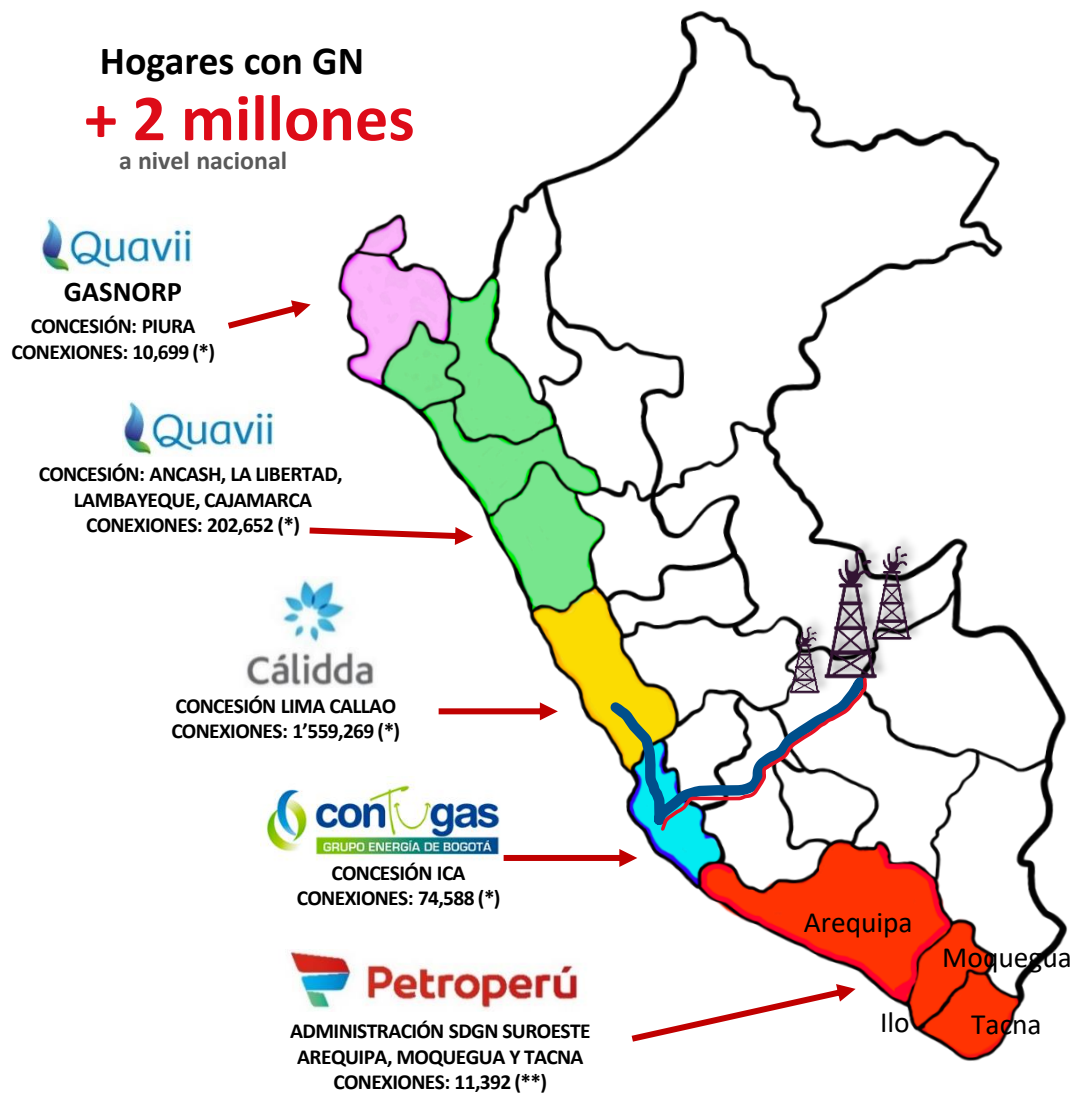 Hogares con GN
+ 2 millones
a nivel nacional
Quavii
GASNORP
CONCESIÓN: PIURA
CONEXIONES: 10,699 (*)
Quavii
CONCESIÓN: ANCASH, LA LIBERTAD,
LAMBAYEQUE, CAJAMARCA
CONEXIONES: 202,652 (*)
Cálidda
CONCESIÓN LIMA CALLAO
CONEXIONES: 1’559,269 (*)
conTUgas
GRUPO ENERGÍA DE BOGOTÁ
CONCESIÓN ICA
CONEXIONES: 74,588 (*)
Petroperú
ADMINISTRACIÓN SDGN SUROESTE
AREQUIPA, MOQUEGUA Y TACNA
CONEXIONES: 11,392 (**)
Arequipa
Moquegua
Ilo
Tacna